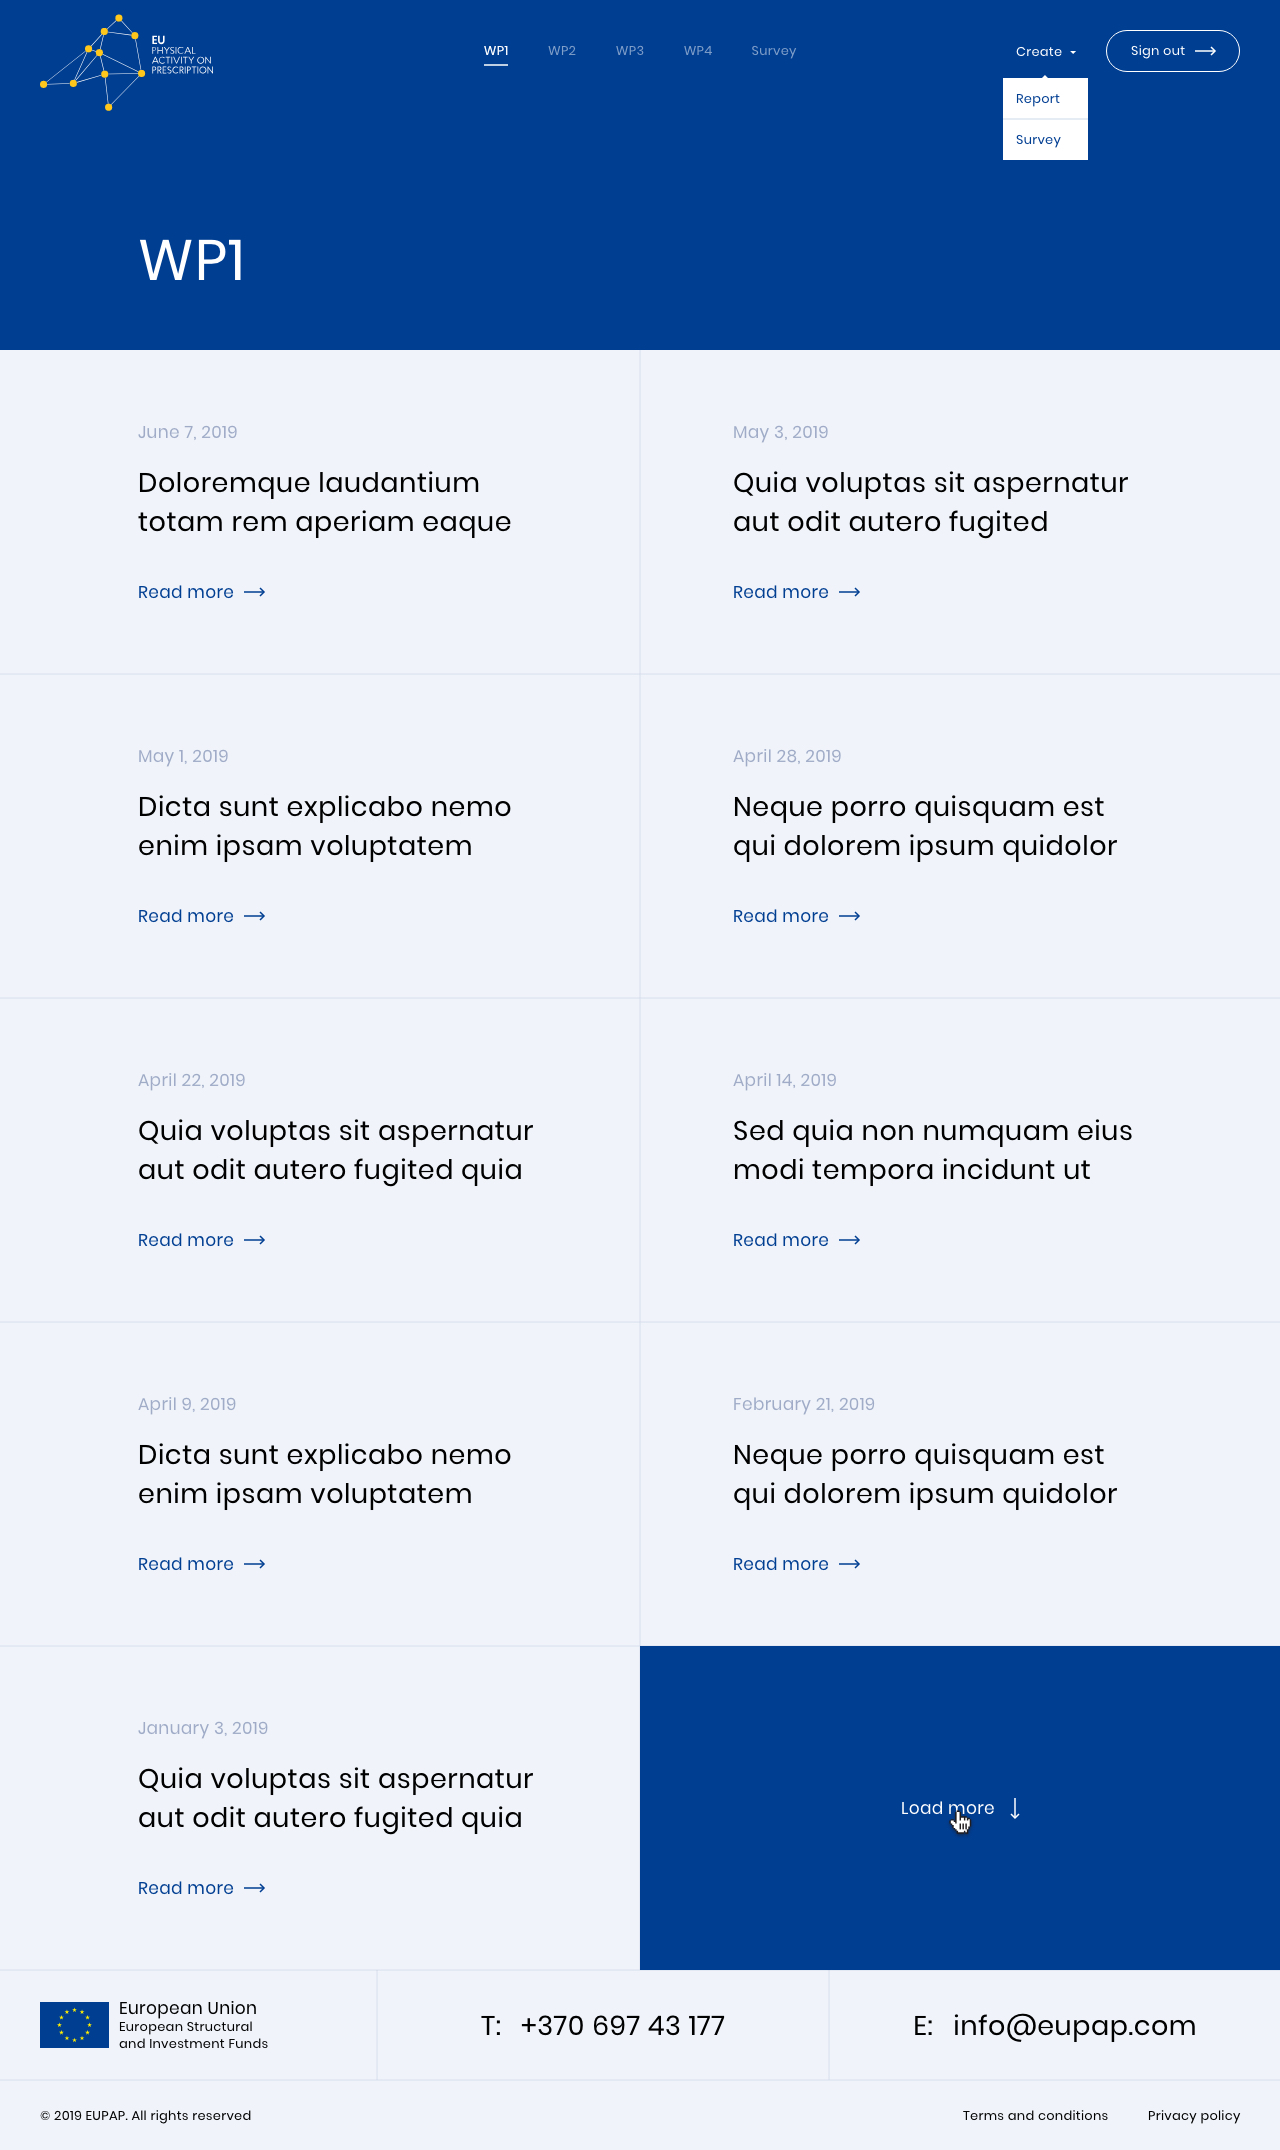 EU
PHYSICAL
ACTIVITY ON
PRESCRIPTION
WP1
WP2
WP3
WP4
Survey
Create
Sign out
Report
Survey
WP1
June 7, 2019
Doloremque laudantium
totam rem aperiam eaque
Read more
May 3, 2019
Quia voluptas sit aspernatur
aut odit autero fugited
Read more
May 1, 2019
Dicta sunt explicabo nemo
enim ipsam voluptatem
Read more
April 28, 2019
Neque porro quisquam est
qui dolorem ipsum quidolor
Read more
April 22, 2019
Quia voluptas sit aspernatur
aut odit autero fugited quia
Read more
April 14, 2019
Sed quia non numquam eius
modi tempora incidunt ut
Read more
April 9, 2019
Dicta sunt explicabo nemo
enim ipsam voluptatem
Read more
February 21, 2019
Neque porro quisquam est
qui dolorem ipsum quidolor
Read more
January 3, 2019
Quia voluptas sit aspernatur
aut odit autero fugited quia
Read more
Load more
European Union
European Structural
and Investment Funds
T: +370 697 43 177
E: info@eupap.com
© 2019 EUPAP. All rights reserved
Terms and conditions
Privacy policy